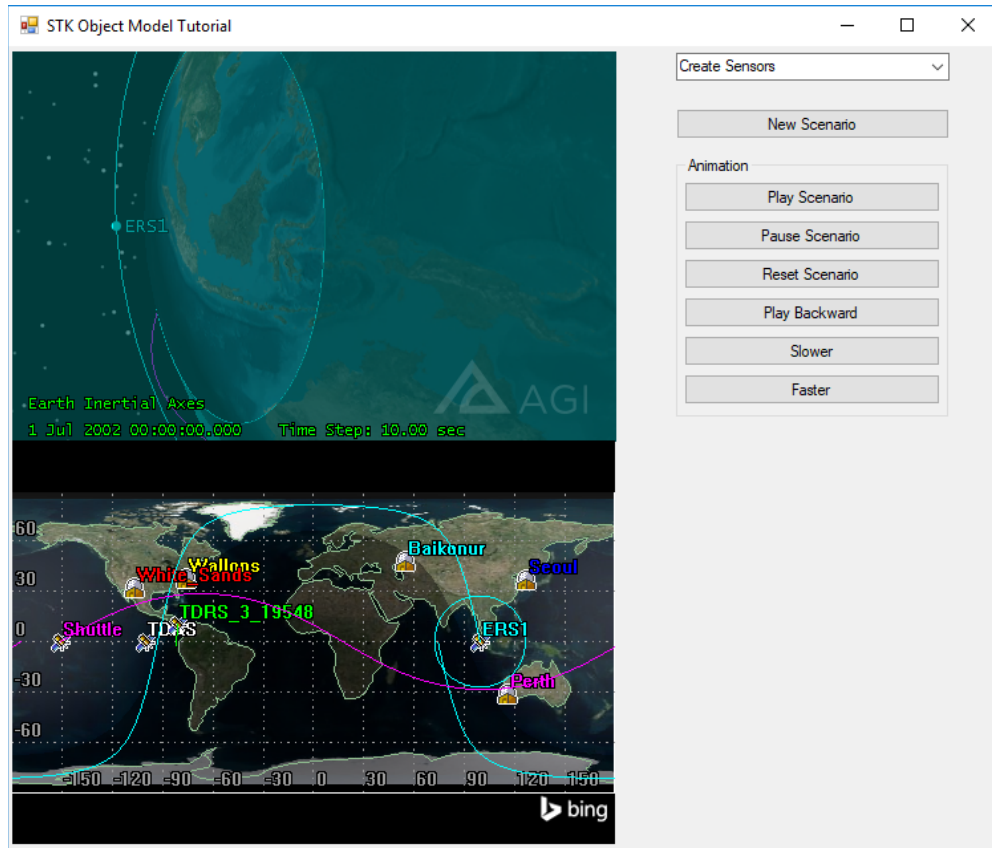 STK Object Model Tutorial
Create Sensors
New Scenario
Animation
Play Scenario
Pause Scenario
Reset Scenario
Play Backward
Slower
Faster
ERS1
AGI
Earth Inertial Axes
1 Jul 2002 00:00:00.000 Time Step: 10.00 sec
60
Baikonur
Wallops
White_Sands
Seoul
30
TDRS_3_19548
0
Shuttle
TDRS
ERS1
-30
Perth
-60
-150 -120 -90 -60 -30 0 30 60 90 120 150
bing